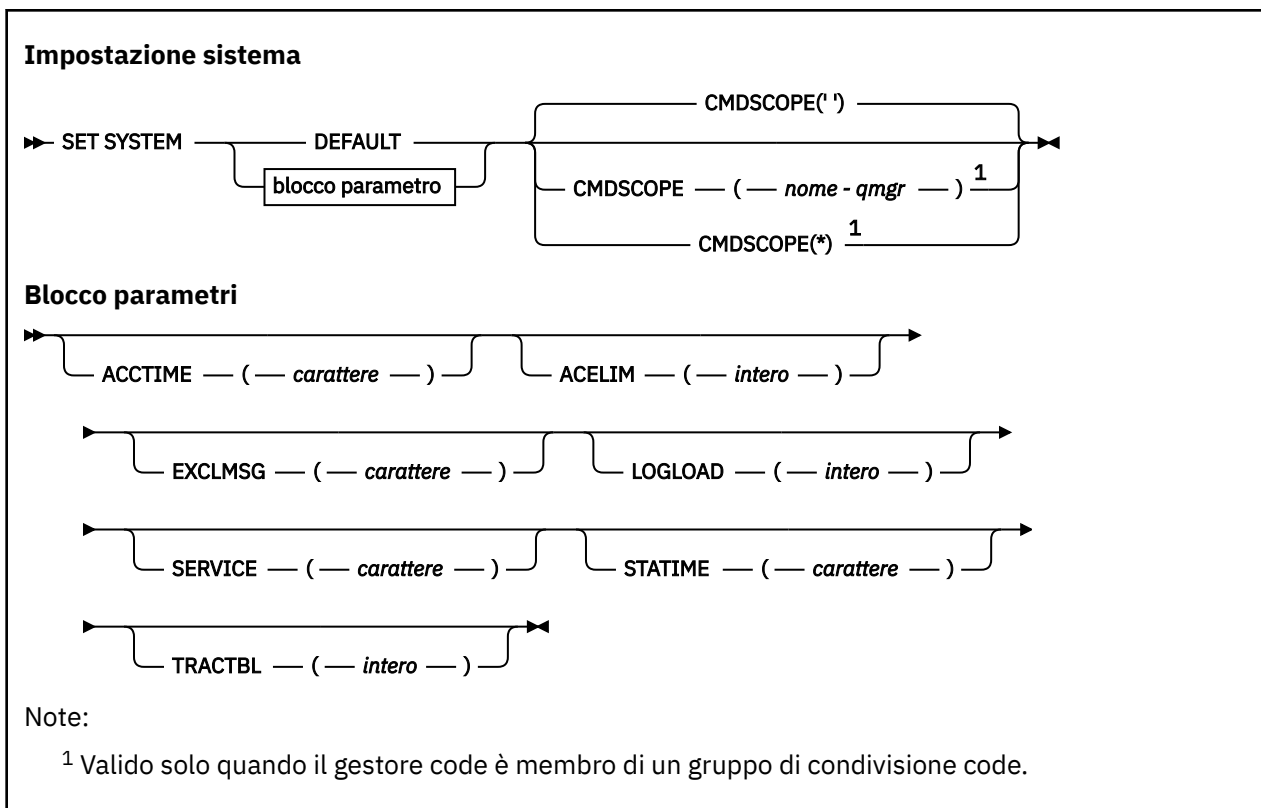 Impostazione sistema
CMDSCOPE(' ')
SET SYSTEM DEFAULT
blocco parametro
CMDSCOPE ( nome - qmgr ) 1
CMDSCOPE(*) 1
Blocco parametri
ACCTIME ( carattere ) ACELIM ( intero )
EXCLMSG ( carattere ) LOGLOAD ( intero )
SERVICE ( carattere ) STATIME ( carattere )
TRACTBL ( intero )
Note:
1 Valido solo quando il gestore code è membro di un gruppo di condivisione code.